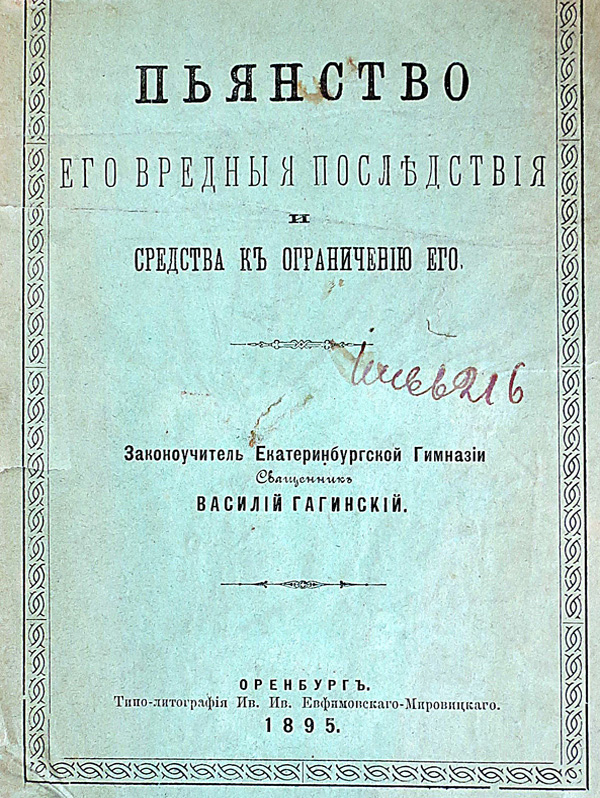 ПЬЯНСТВО
ЕГО ВРЕДНЫЯ ПОСЛѢДСТВІЯ
И
СРЕДСТВА КЪ ОГРАНИЧЕНІЮ ЕГО.
216
Законоучитель Екатеринбургской Гимназіи
Священникъ
ВАСИЛІЙ ГАГИНСКІЙ.
ОРЕНБУРГЪ.
Типо-литографія Ив. Ив. Евфимовскаго-Мировицкаго.
1895.